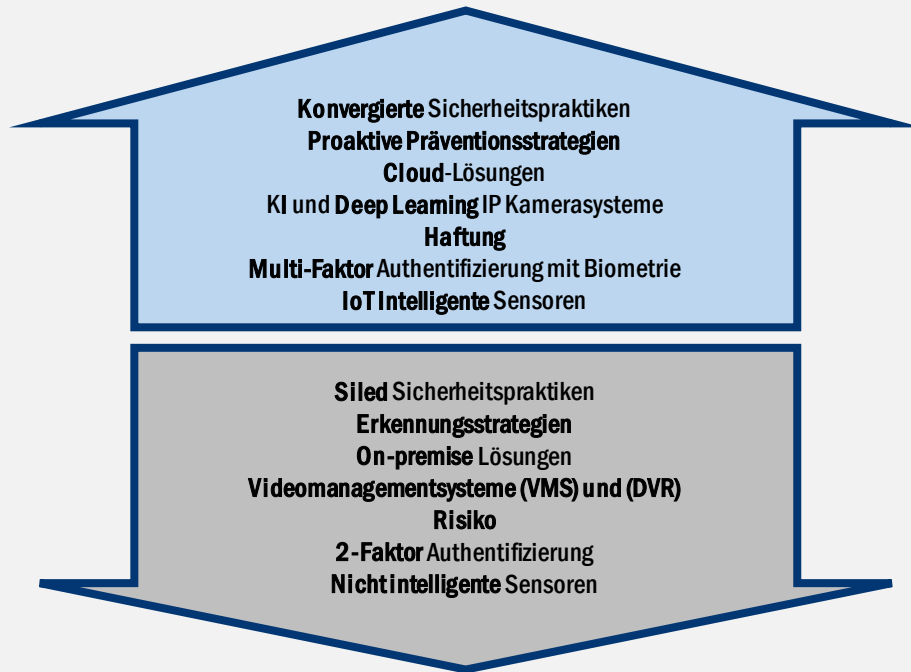 Konvergierte Sicherheitspraktiken
Proaktive Präventionsstrategien
Cloud-Lösungen
KI und Deep Learning IP Kamerasysteme
Haftung
Multi-Faktor Authentifizierung mit Biometrie
IoT Intelligente Sensoren
Siled Sicherheitspraktiken
Erkennungsstrategien
On-premise Lösungen
Videomanagementsysteme (VMS) und (DVR)
Risiko
2-Faktor Authentifizierung
Nicht intelligente Sensoren